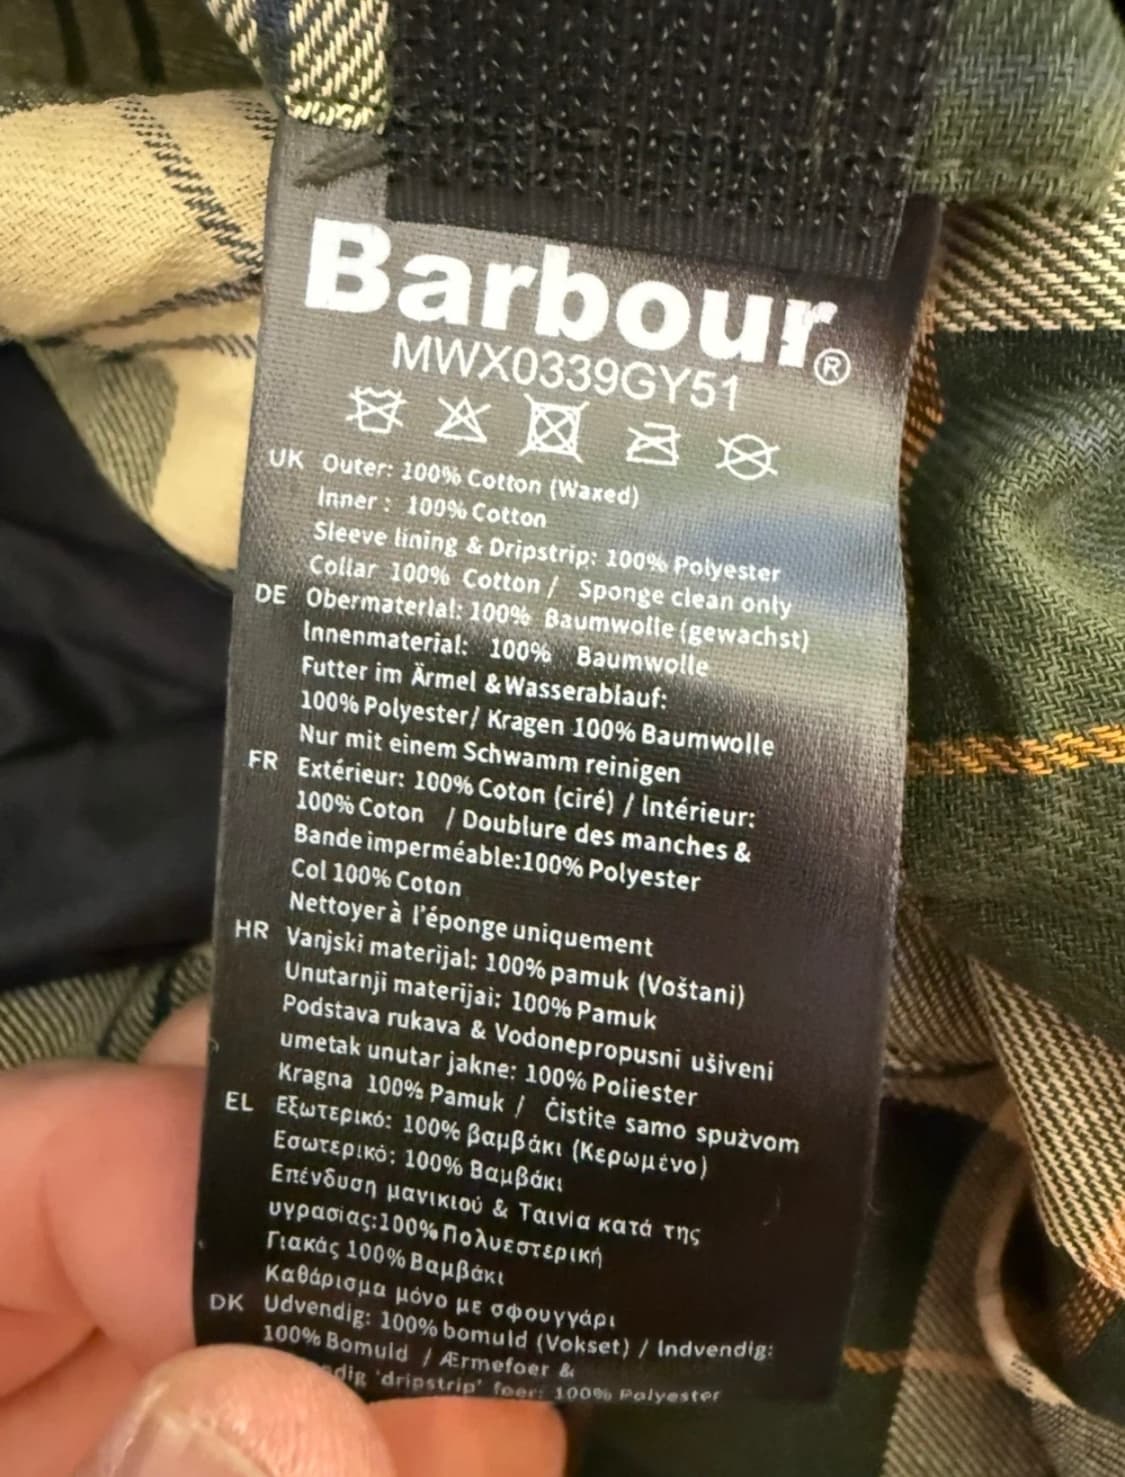 Barbour®
MWX0339GY51
UK Outer: 100% Cotton (Waxed)
Inner : 100% Cotton
Sleeve lining & Dripstrip: 100% Polyester
Collar 100% Cotton / Sponge clean only
DE Obermaterial: 100% Baumwolle (gewachst)
Innenmaterial: 100% Baumwolle
Futter im Ärmel & Wasserablauf:
100% Polyester/ Kragen 100% Baumwolle
Nur mit einem Schwamm reinigen
FR Extérieur: 100% Coton (ciré) / Intérieur:
100% Coton / Doublure des manches &
Bande imperméable:100% Polyester
Col 100% Coton
Nettoyer à l'éponge uniquement
HR Vanjski materijal: 100% pamuk (Voštani)
Unutarnji materijai: 100% Pamuk
Podstava rukava & Vodonepropusni ušiveni
umetak unutar jakne: 100% Poliester
Kragna 100% Pamuk / Čistite samo spužvom
EL Εξωτερικό: 100% βαμβάκι (Κερωμένο)
Εσωτερικό: 100% Βαμβάκι
Επένδυση μανικιού & Ταινία κατά της
υγρασίας:100% Πολυεστερική
Γιακάς 100% Βαμβάκι
Καθάρισμα μόνο με σφουγγάρι
DK Udvendig: 100% bomuld (Vokset) / Indvendig:
100% Bomuld / Ærmefoer &
dig 'dripstrip' foer: 100% Polyester